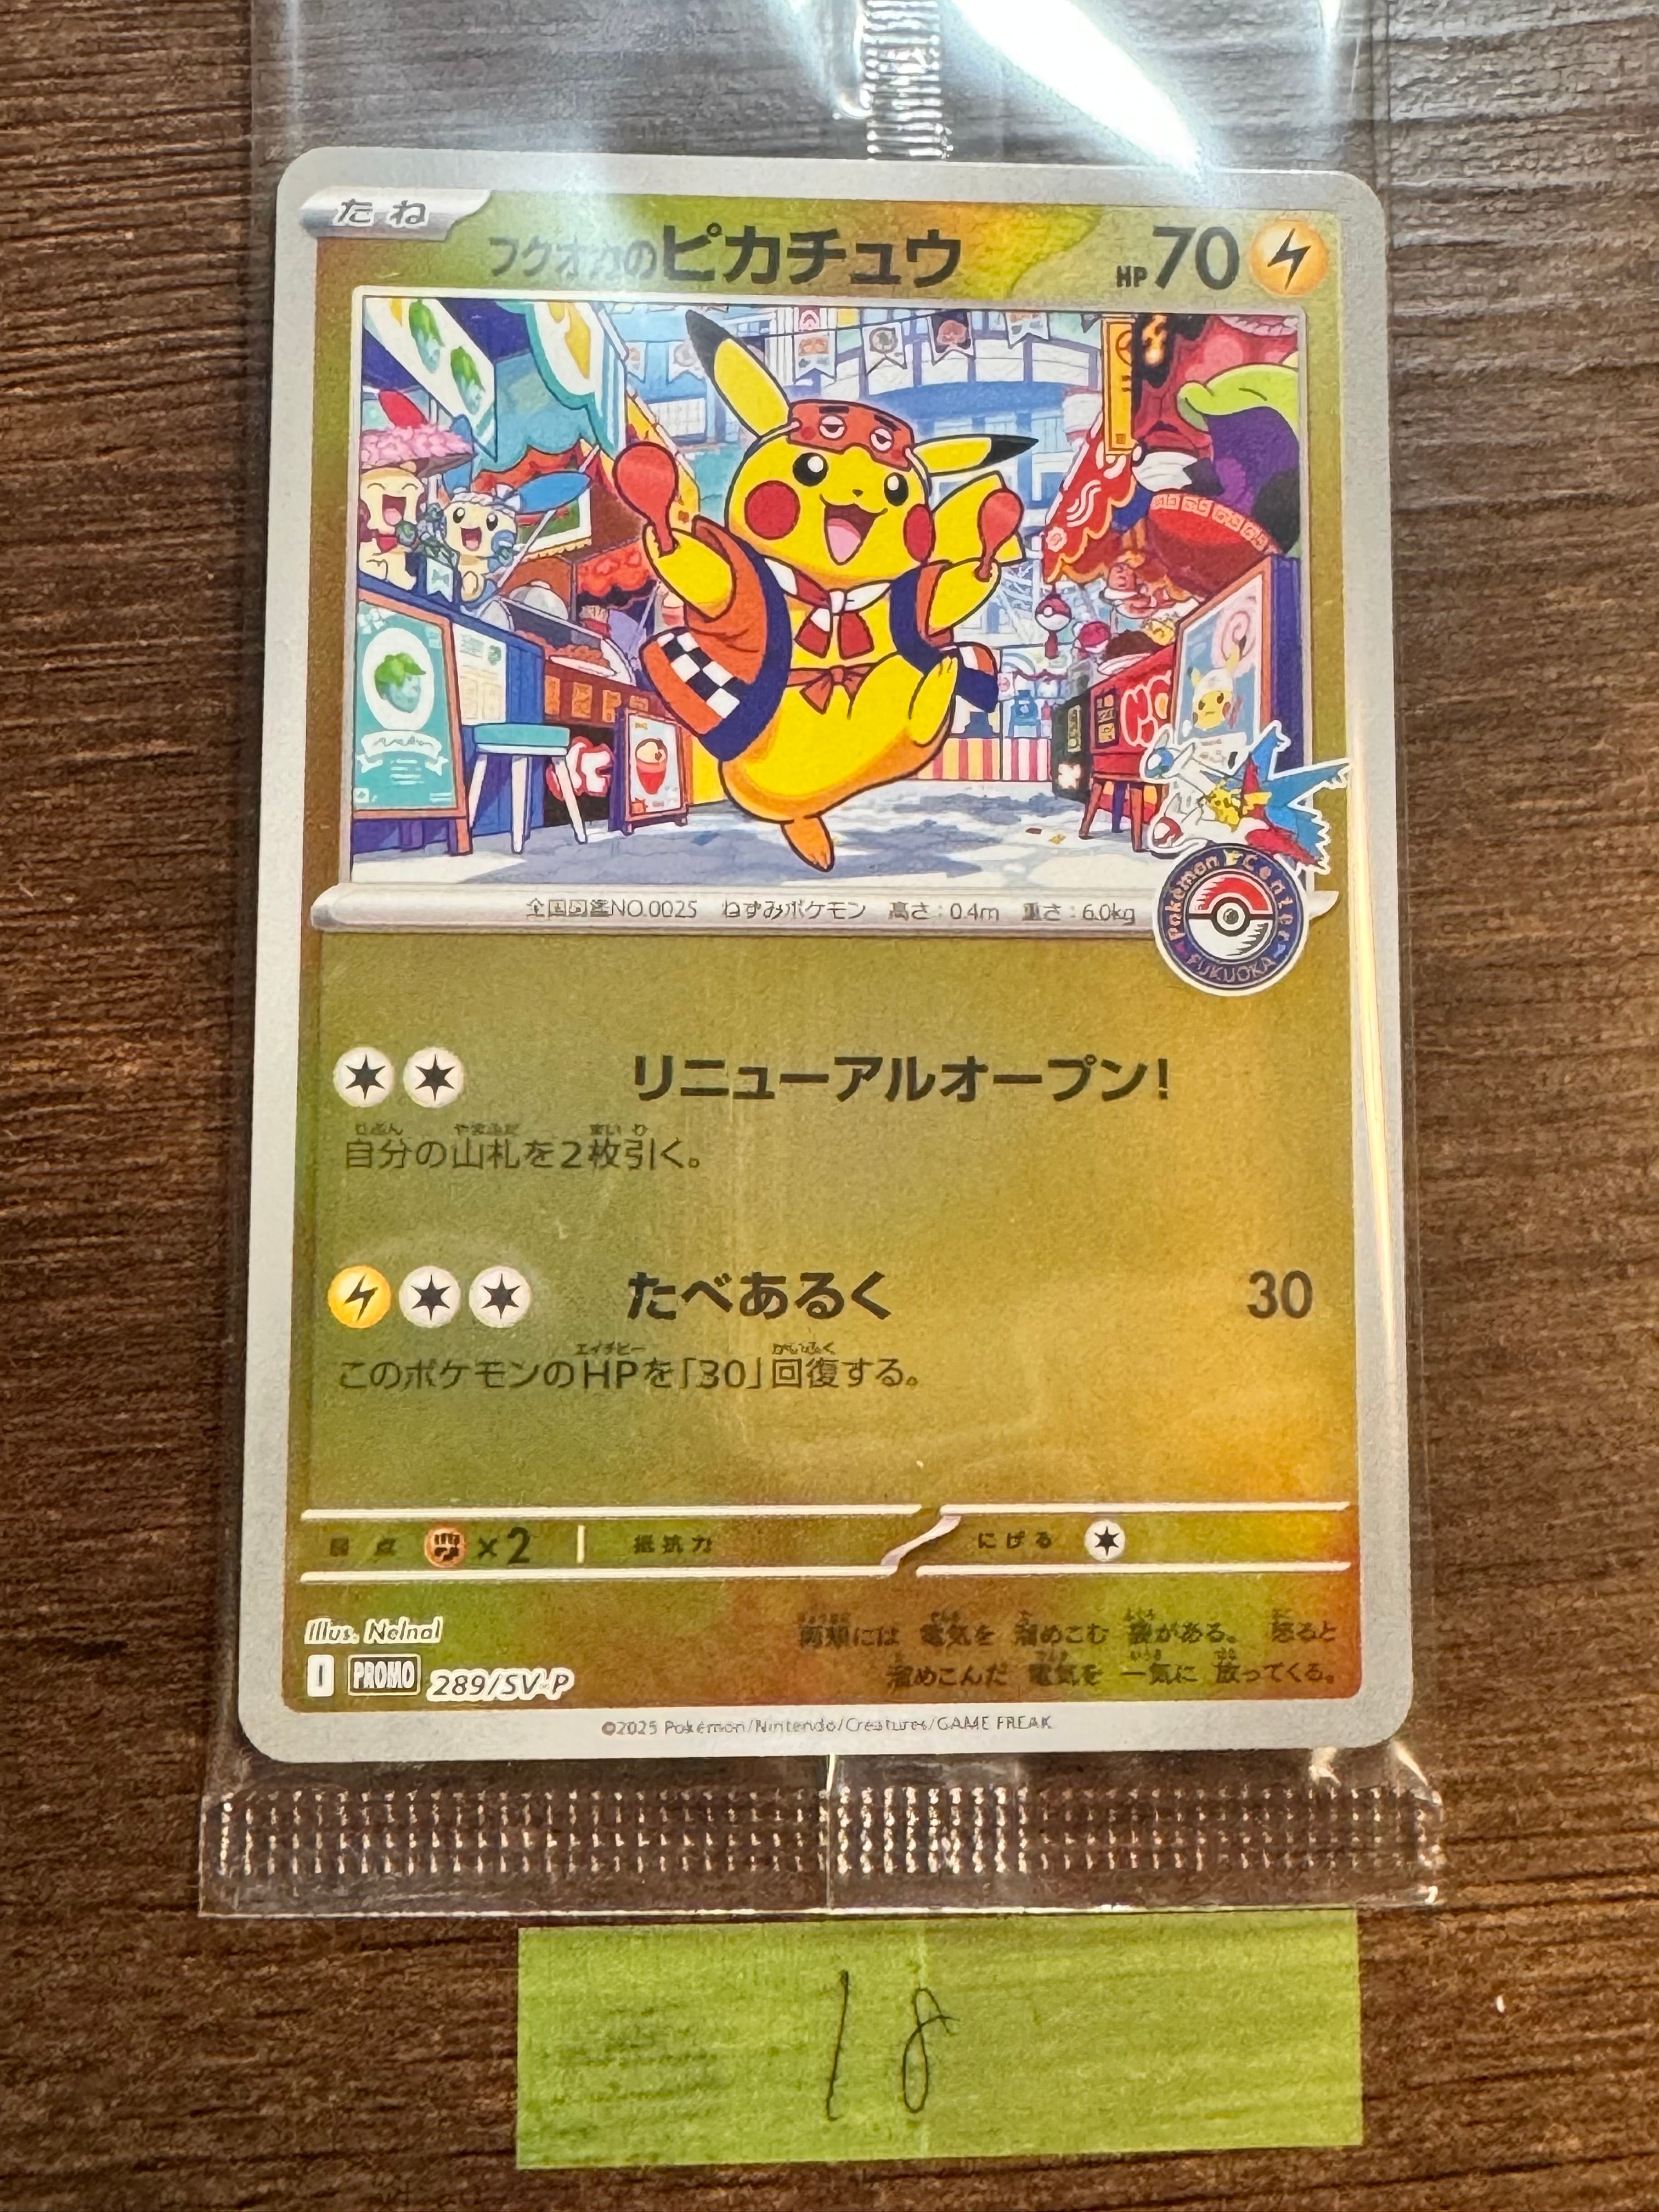 たね
フクオカのピカチュウ
HP70
全国図鑑NO.0025 ねずみポケモン 高さ:0.4m 重さ:6.0kg
Pokémon Center
FUKUOKA
リニューアルオープン!
自分の山札を2枚引く。
たべあるく 30
このポケモンのHPを「30」回復する。
弱点 ×2 抵抗力 にげる
Illus. Nelnal
両頬には 電気を 溜めこむ 袋がある。 怒ると
溜めこんだ 電気を 一気に 放ってくる。
I PROMO 289/SV-P
©2025 Pokémon/Nintendo/Creatures/GAME FREAK
18